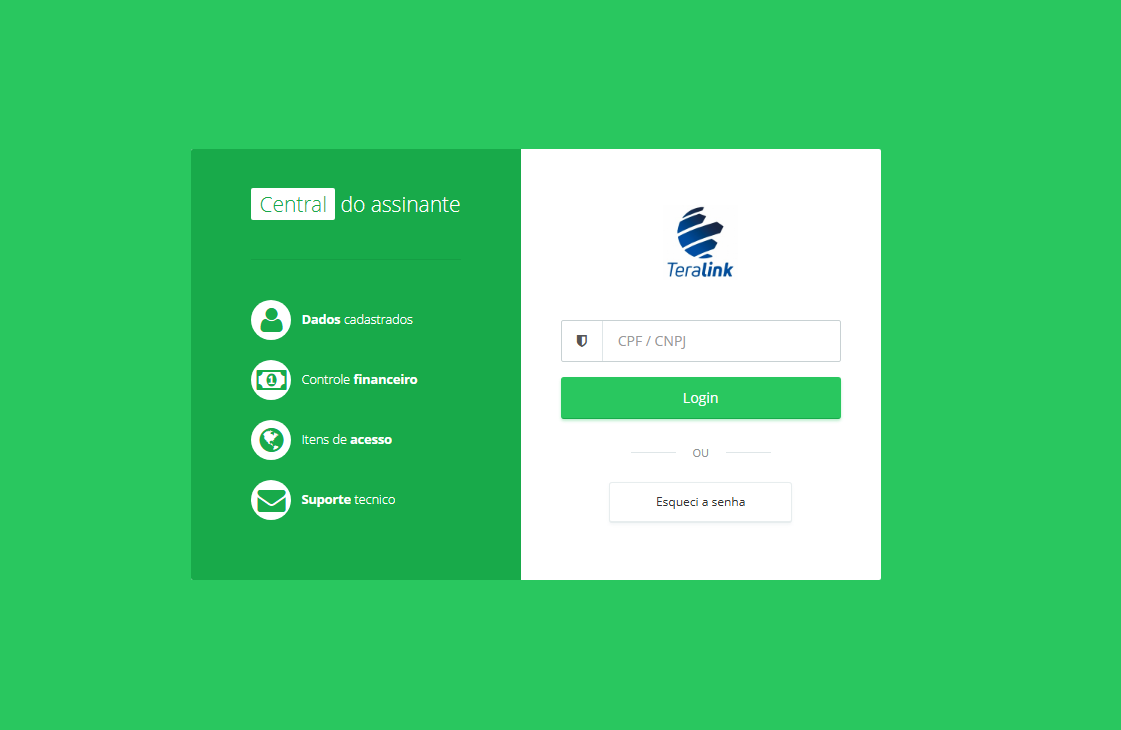 Central do assinante
Dados cadastrados
Controle financeiro
Itens de acesso
Suporte tecnico
Teralink
CPF / CNPJ
Login
OU
Esqueci a senha